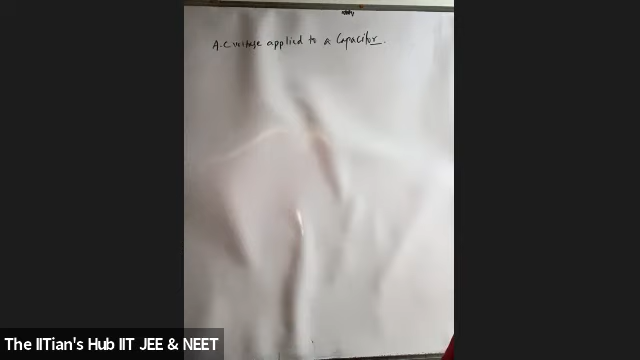 A.C voltage applied to a Capacitor.
The IITian's Hub IIT JEE & NEET